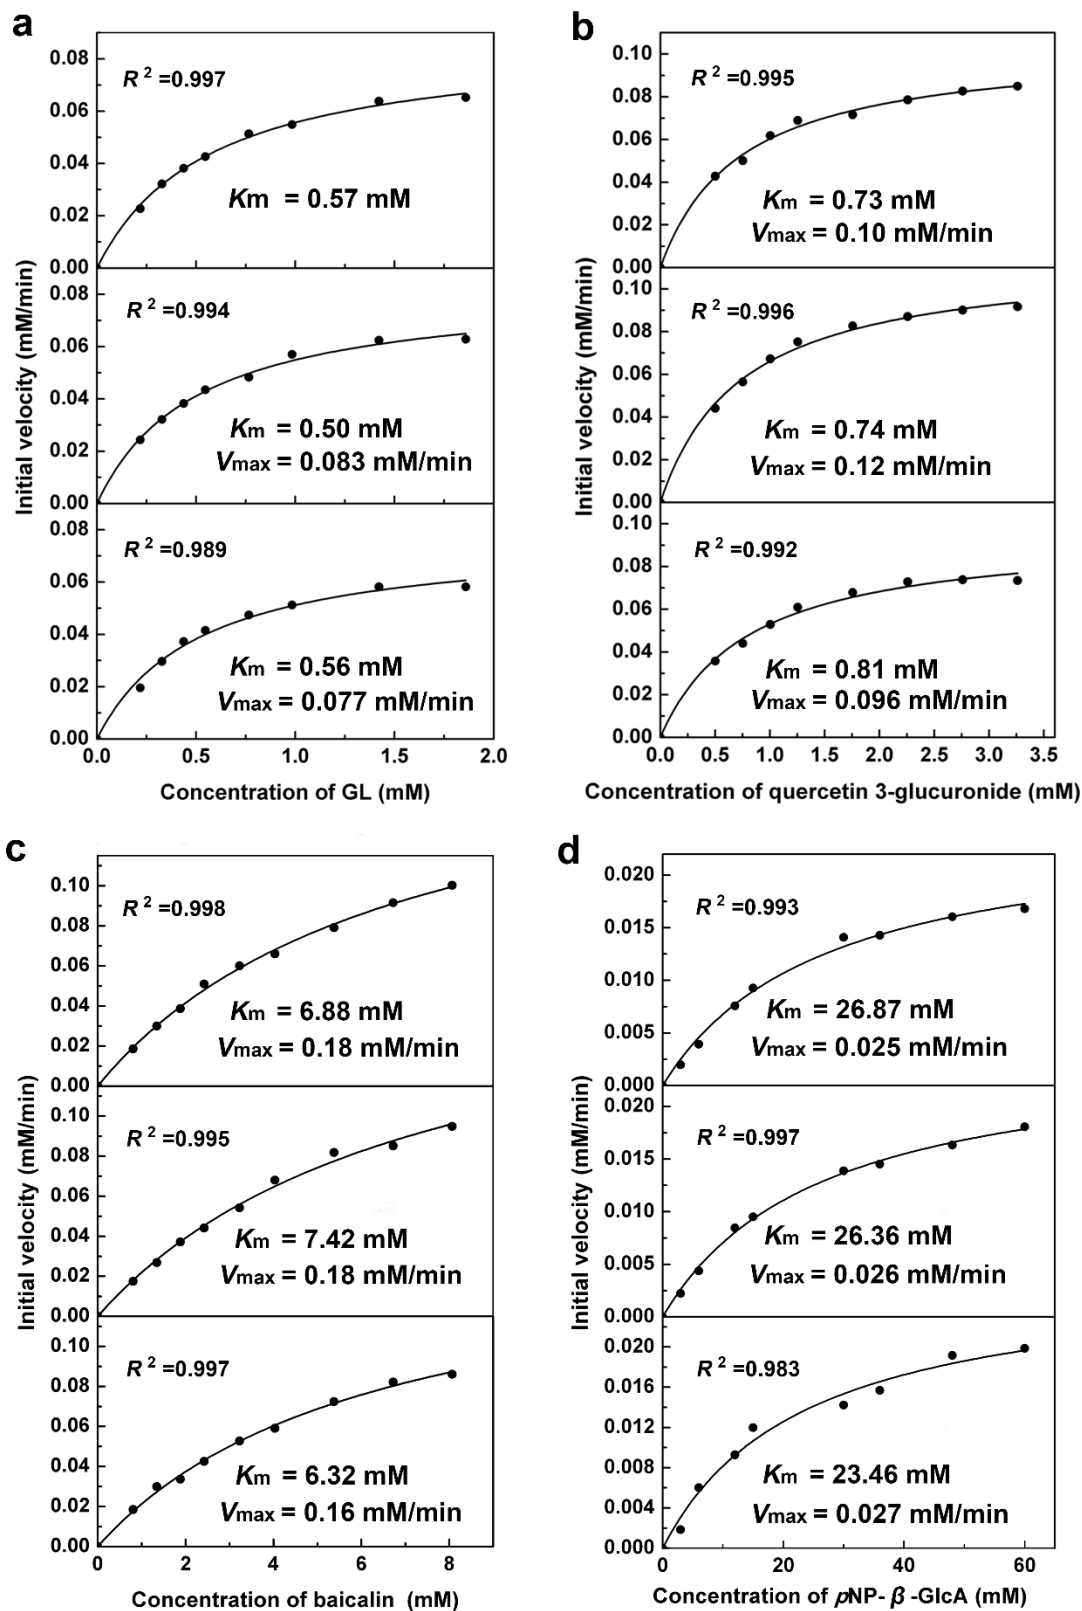 a
R² =0.997
Km = 0.57 mM
0.08
0.06
0.04
0.02
0.00
R² =0.994
Km = 0.50 mM
Vmax = 0.083 mM/min
0.08
0.06
0.04
0.02
0.00
R² =0.989
Km = 0.56 mM
Vmax = 0.077 mM/min
0.08
0.06
0.04
0.02
0.00
0.0 0.5 1.0 1.5 2.0
Initial velocity (mM/min)
Concentration of GL (mM)
b
R² =0.995
Km = 0.73 mM
Vmax = 0.10 mM/min
0.10
0.08
0.06
0.04
0.02
0.00
R² =0.996
Km = 0.74 mM
Vmax = 0.12 mM/min
0.10
0.08
0.06
0.04
0.02
0.00
R² =0.992
Km = 0.81 mM
Vmax = 0.096 mM/min
0.10
0.08
0.06
0.04
0.02
0.00
0.0 0.5 1.0 1.5 2.0 2.5 3.0 3.5
Initial velocity (mM/min)
Concentration of quercetin 3-glucuronide (mM)
c
R² =0.998
Km = 6.88 mM
Vmax = 0.18 mM/min
0.10
0.08
0.06
0.04
0.02
0.00
R² =0.995
Km = 7.42 mM
Vmax = 0.18 mM/min
0.10
0.08
0.06
0.04
0.02
0.00
R² =0.997
Km = 6.32 mM
Vmax = 0.16 mM/min
0.10
0.08
0.06
0.04
0.02
0.00
0 2 4 6 8
Initial velocity (mM/min)
Concentration of baicalin (mM)
d
R² =0.993
Km = 26.87 mM
Vmax = 0.025 mM/min
0.020
0.015
0.010
0.005
0.000
R² =0.997
Km = 26.36 mM
Vmax = 0.026 mM/min
0.020
0.015
0.010
0.005
0.000
R² =0.983
Km = 23.46 mM
Vmax = 0.027 mM/min
0.020
0.016
0.012
0.008
0.004
0.000
0 20 40 60
Initial velocity (mM/min)
Concentration of pNP-β-GlcA (mM)